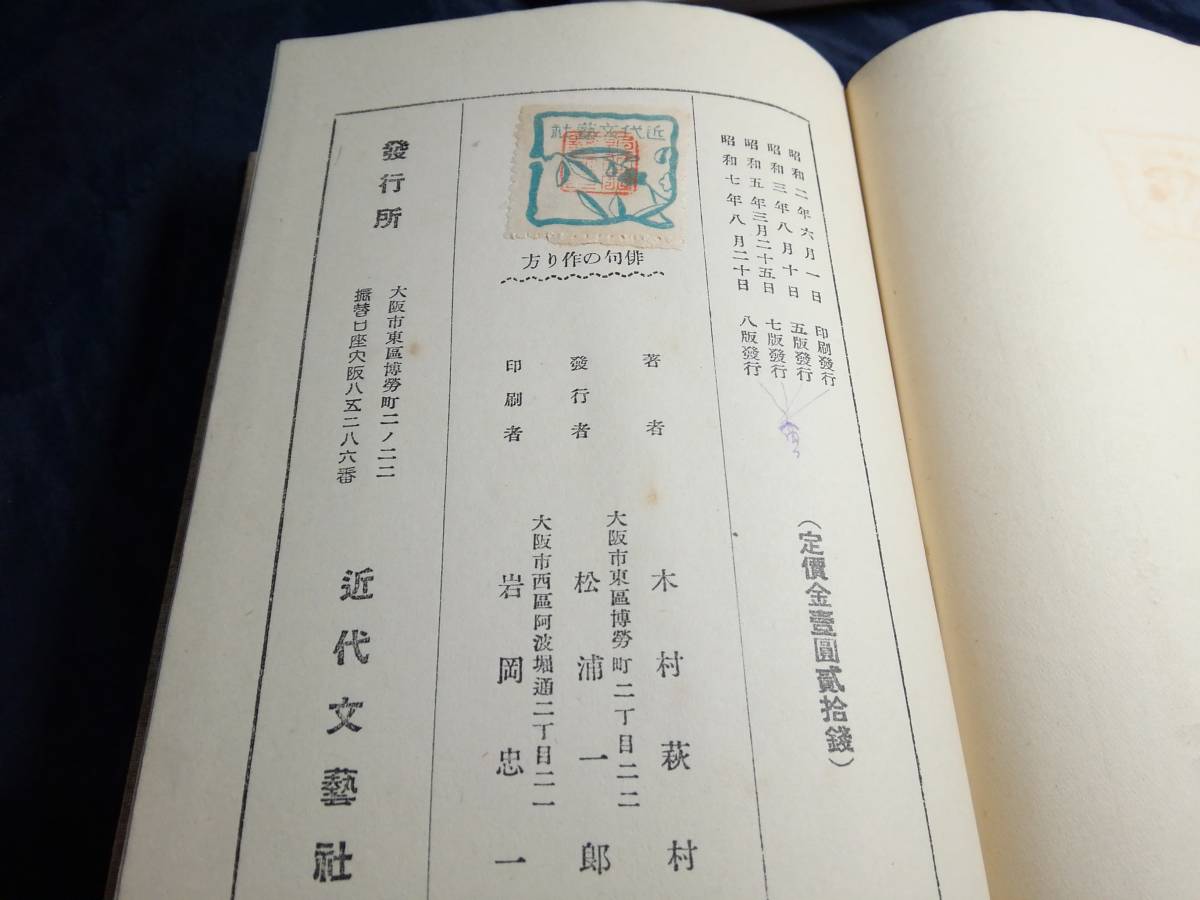 昭和二年六月一日 印刷發行
昭和三年八月十日 五版發行
昭和五年三月二十五日 七版發行
昭和七年八月二十日 八版發行
(定價金壹圓貳拾錢)
近代文藝社
俳句の作り方
著者 木村萩村
大阪市東區博勞町二丁目二二
發行者 松浦一郎
大阪市西區阿波堀通二丁目二一
印刷者 岩岡忠一
發行所
大阪市東區博勞町二ノ二二
振替口座大阪八五二八六番
近代文藝社